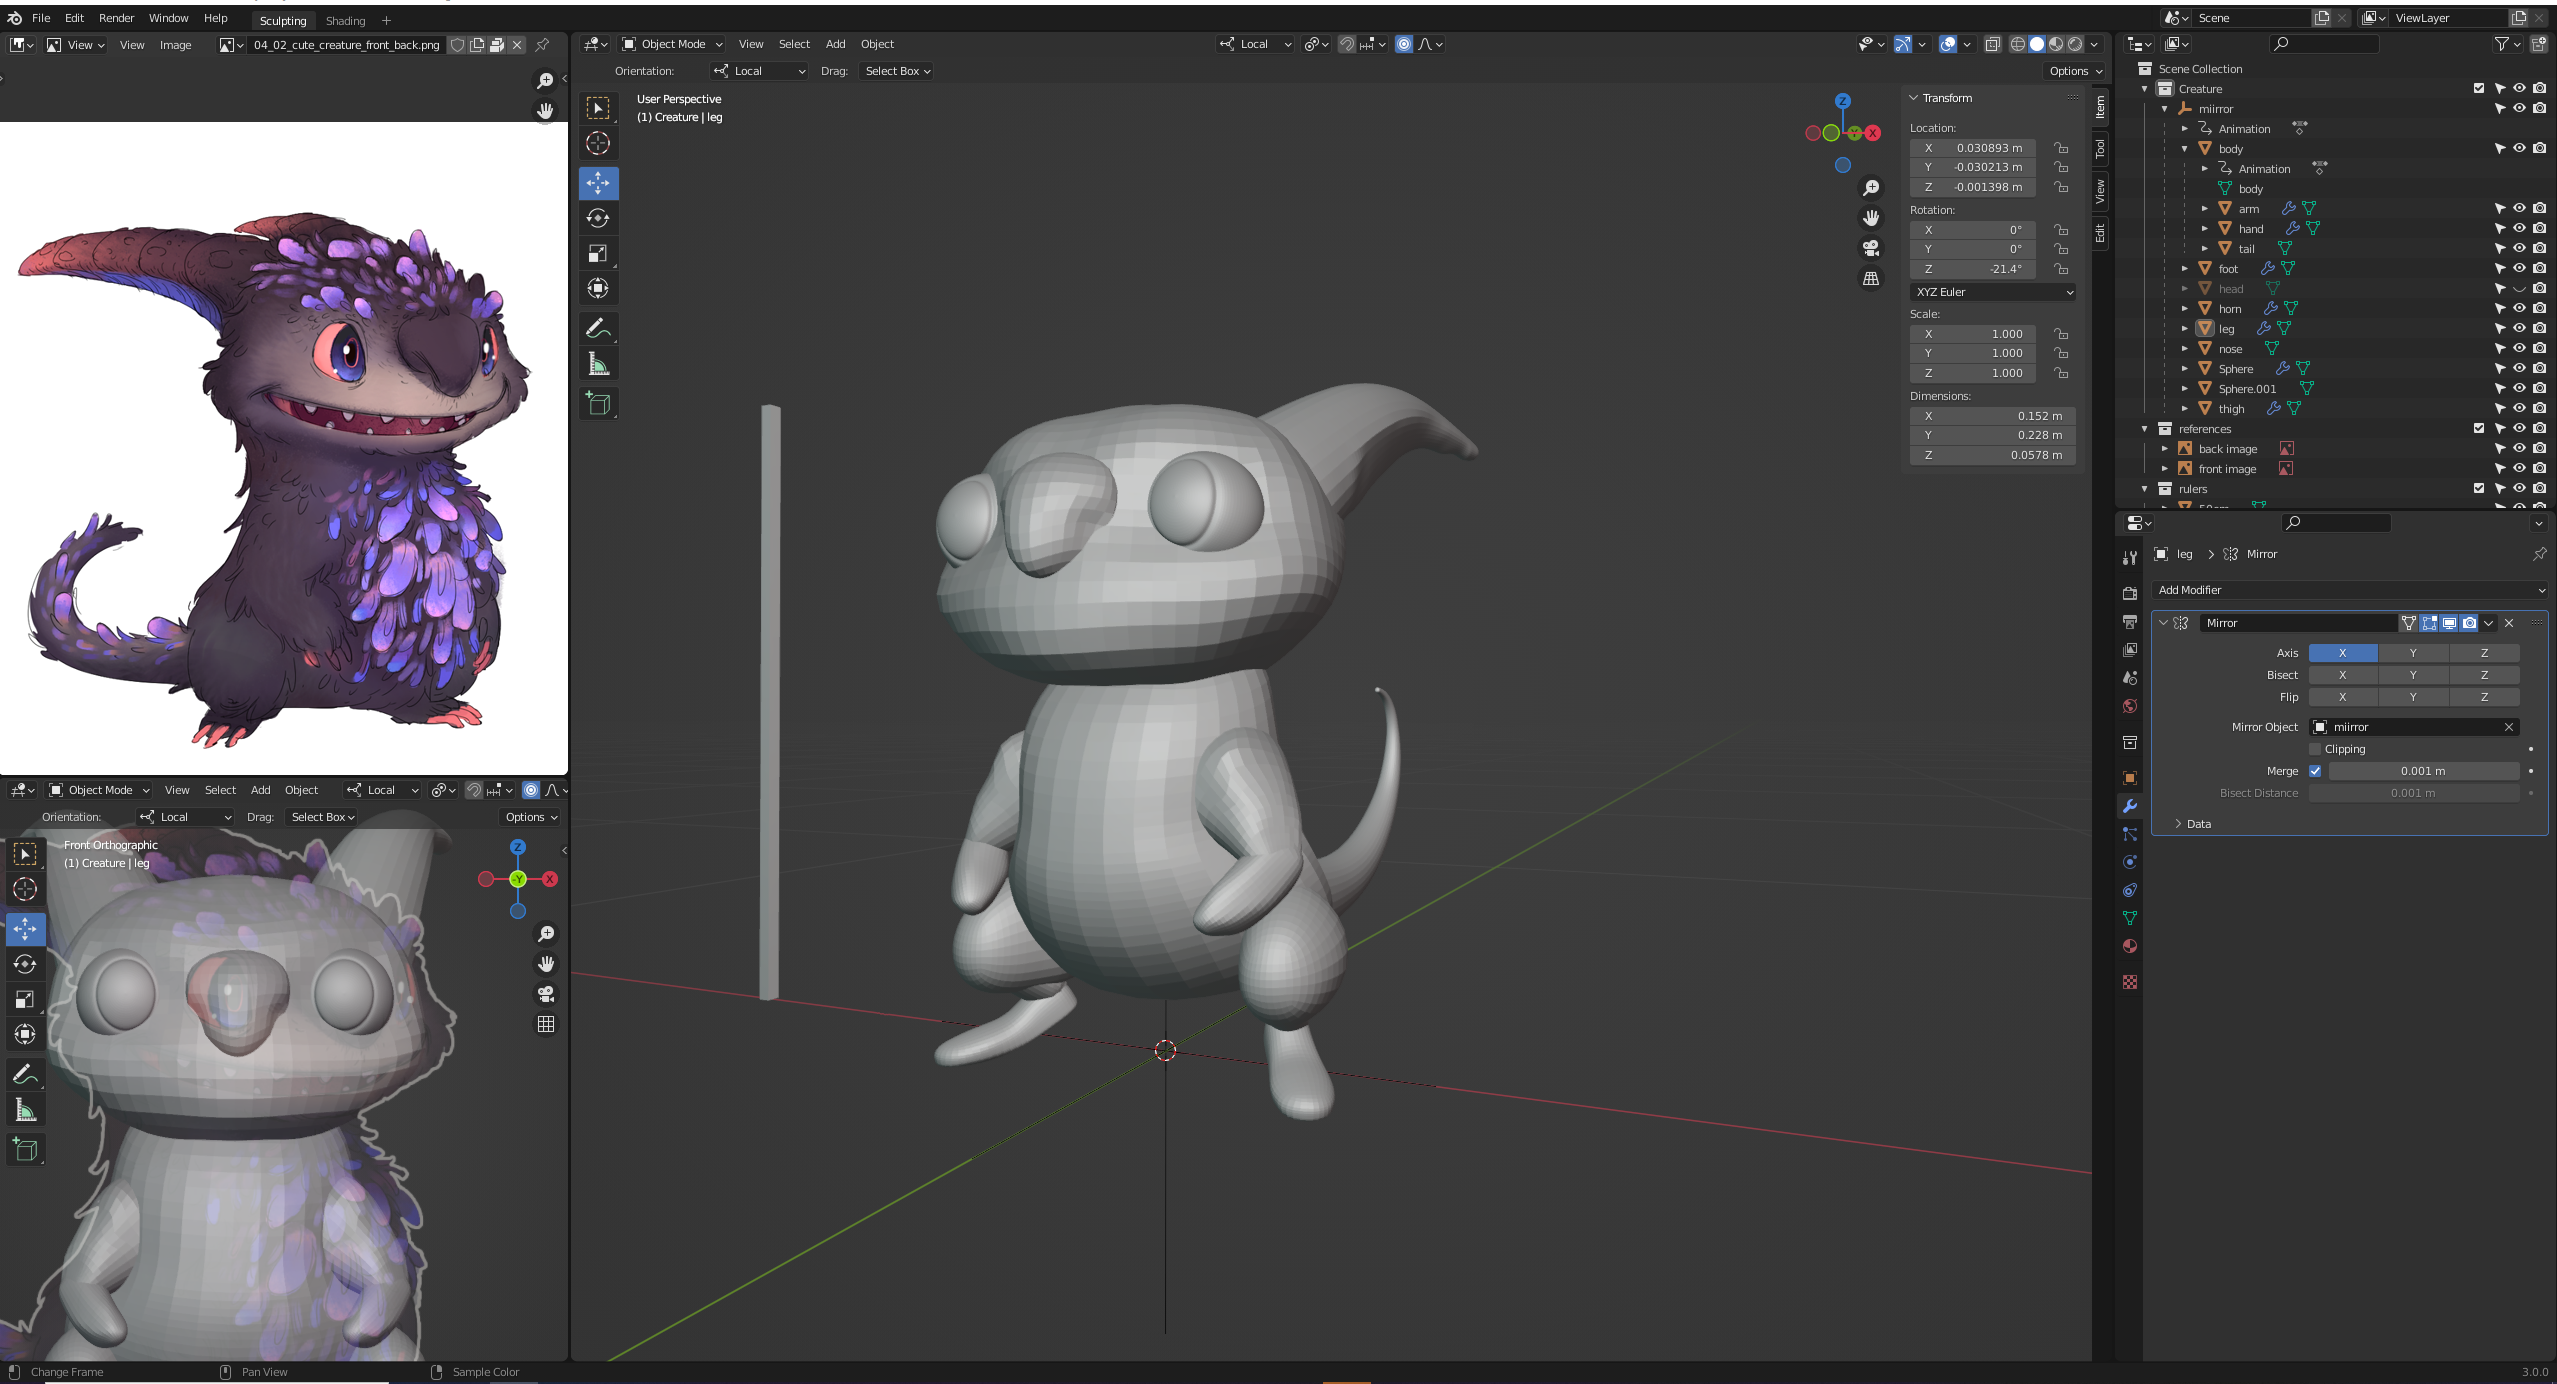 File Edit Render Window Help Sculpting Shading +
Scene ViewLayer
View View Image 04_02_cute_creature_front_back.png
Object Mode View Select Add Object Local
Orientation: Local Drag: Select Box Options
User Perspective
(1) Creature | leg
Z
Y X
Transform
Location:
X 0.030893 m
Y -0.030213 m
Z -0.001398 m
Rotation:
X 0°
Y 0°
Z -21.4°
XYZ Euler
Scale:
X 1.000
Y 1.000
Z 1.000
Dimensions:
X 0.152 m
Y 0.228 m
Z 0.0578 m
Item
Tool
View
Edit
Scene Collection
Creature
miirror
Animation
body
Animation
body
arm
hand
tail
foot
head
horn
leg
nose
Sphere
Sphere.001
thigh
references
back image
front image
rulers
leg > Mirror
Add Modifier
Mirror
Axis X Y Z
Bisect X Y Z
Flip X Y Z
Mirror Object miirror
Clipping
Merge 0.001 m
Bisect Distance 0.001 m
Data
Object Mode View Select Add Object Local
Orientation: Local Drag: Select Box Options
Front Orthographic
(1) Creature | leg
Z
-Y X
Change Frame Pan View Sample Color
3.0.0